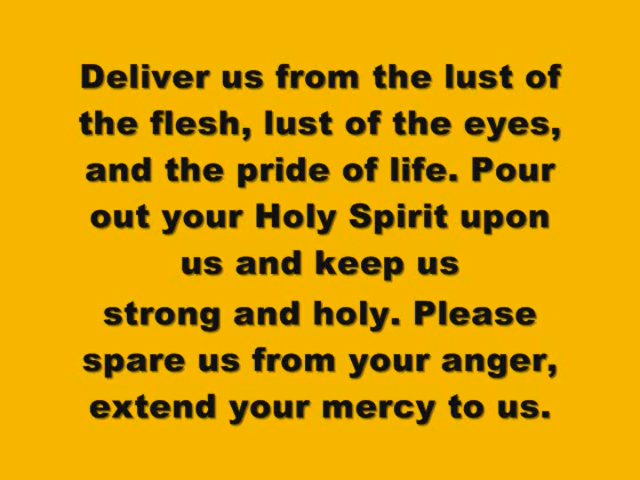 Deliver us from the lust of
the flesh, lust of the eyes,
and the pride of life. Pour
out your Holy Spirit upon
us and keep us
strong and holy. Please
spare us from your anger,
extend your mercy to us.